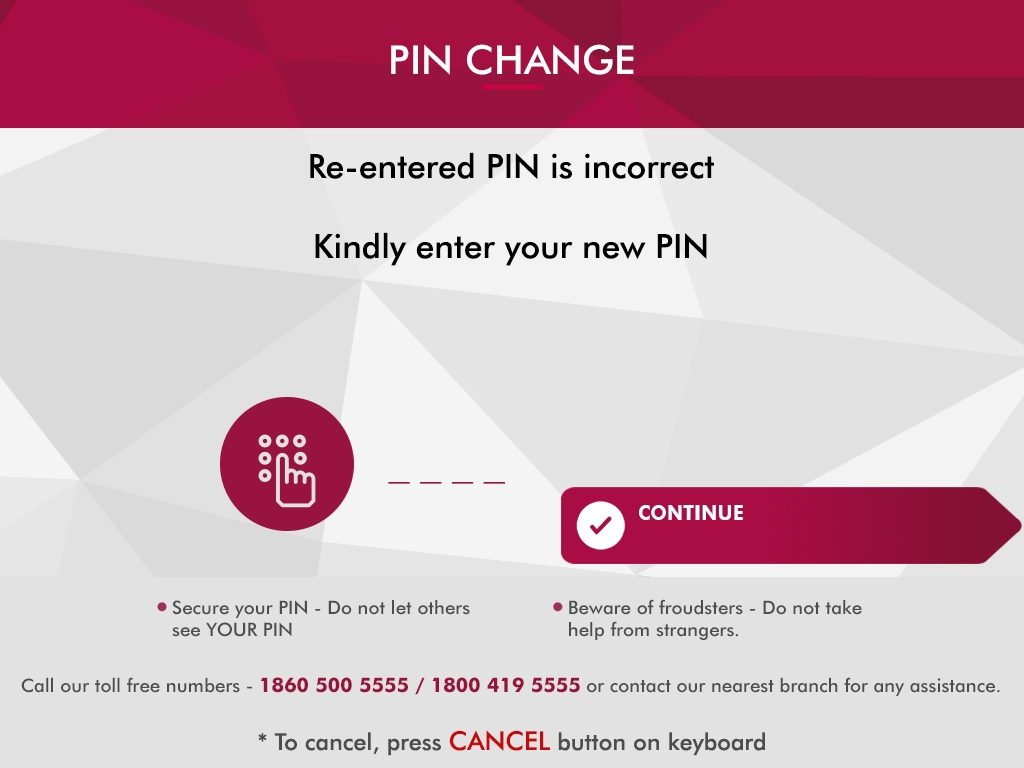 PIN CHANGE
Re-entered PIN is incorrect
Kindly enter your new PIN
CONTINUE
Secure your PIN - Do not let others
see YOUR PIN
Beware of froudsters - Do not take
help from strangers.
Call our toll free numbers - 1860 500 5555 / 1800 419 5555 or contact our nearest branch for any assistance.
* To cancel, press CANCEL button on keyboard